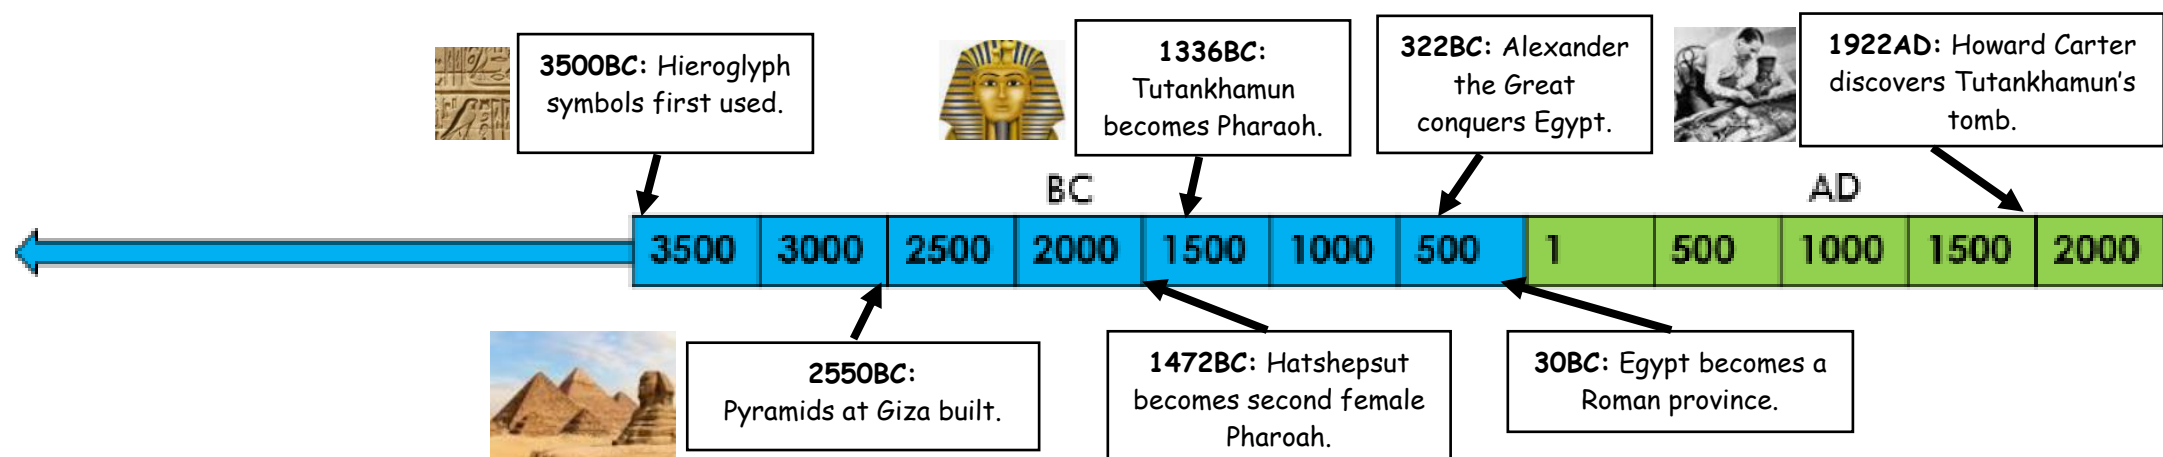 3500BC: Hieroglyph
symbols first used.
1336BC:
Tutankhamun
becomes Pharaoh.
322BC: Alexander
the Great
conquers Egypt.
1922AD: Howard Carter
discovers Tutankhamun’s
tomb.
BC
AD
3500 3000 2500 2000 1500 1000 500 1 500 1000 1500 2000
2550BC:
Pyramids at Giza built.
1472BC: Hatshepsut
becomes second female
Pharoah.
30BC: Egypt becomes a
Roman province.